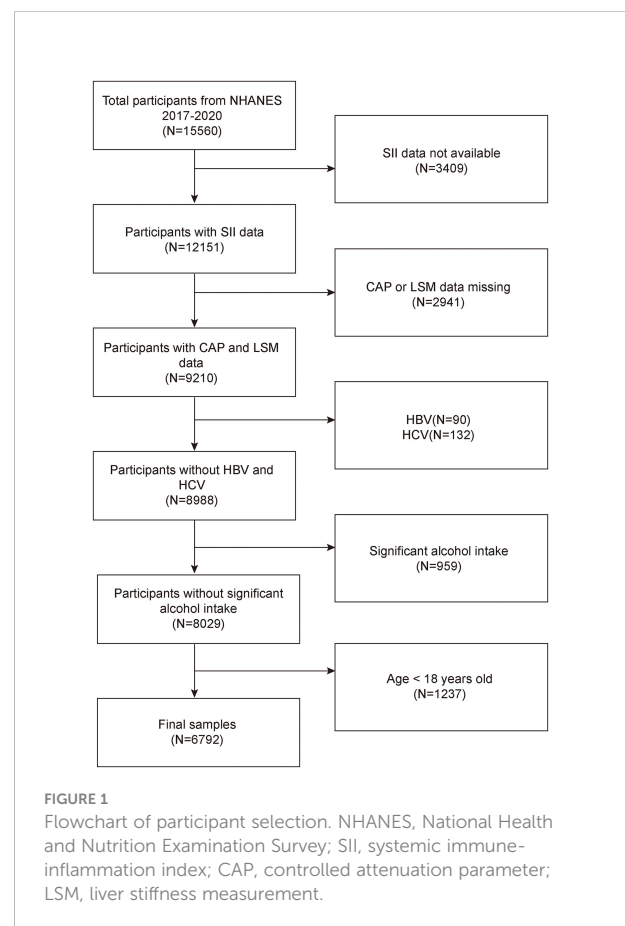 Total participants from NHANES
2017-2020
(N=15560)
SII data not available
(N=3409)
Participants with SII data
(N=12151)
CAP or LSM data missing
(N=2941)
Participants with CAP and LSM
data
(N=9210)
HBV(N=90)
HCV(N=132)
Participants without HBV and
HCV
(N=8988)
Significant alcohol intake
(N=959)
Participants without significant
alcohol intake
(N=8029)
Age < 18 years old
(N=1237)
Final samples
(N=6792)
FIGURE 1
Flowchart of participant selection. NHANES, National Health
and Nutrition Examination Survey; SII, systemic immune-
inflammation index; CAP, controlled attenuation parameter;
LSM, liver stiffness measurement.